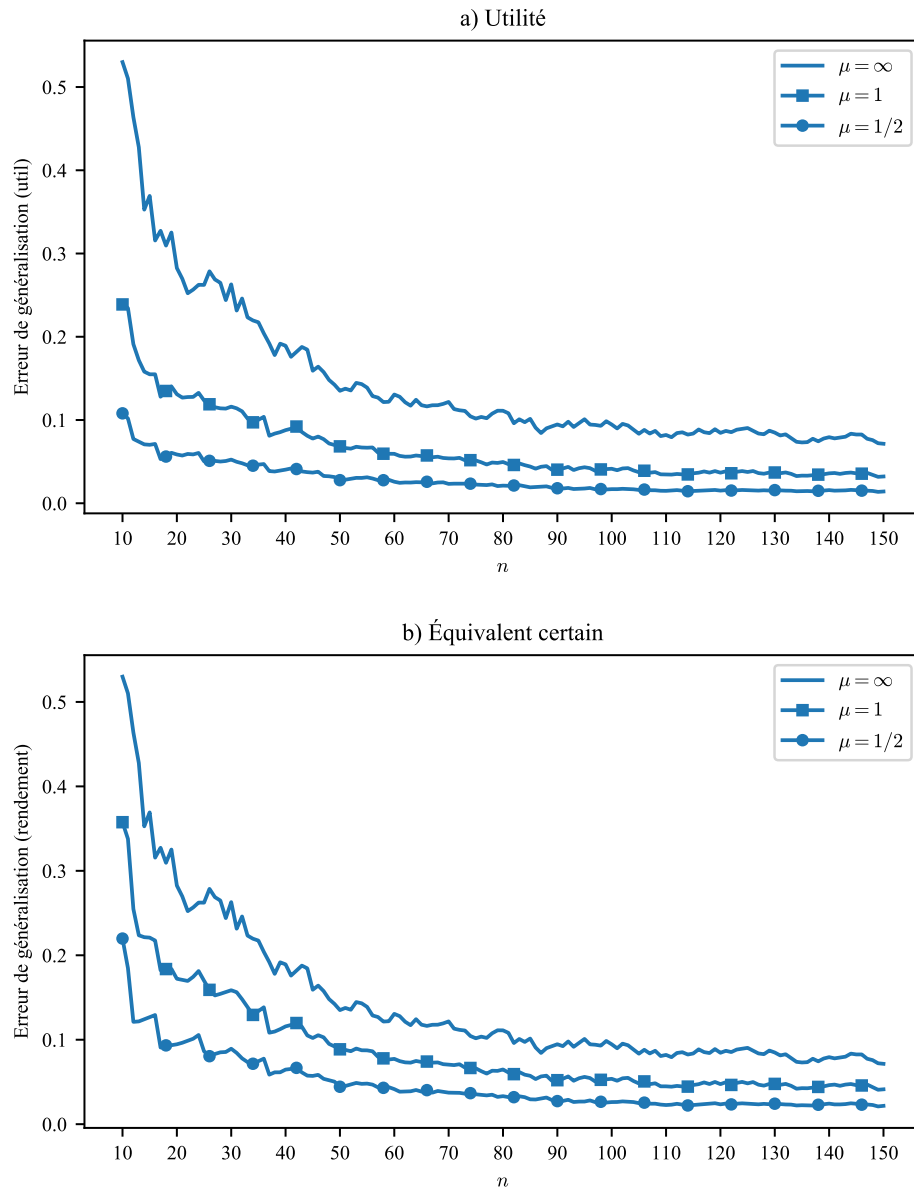 a) Utilité
μ = ∞
μ = 1
μ = 1/2
Erreur de généralisation (util)
0.5
0.4
0.3
0.2
0.1
0.0
10 20 30 40 50 60 70 80 90 100 110 120 130 140 150
n
b) Équivalent certain
μ = ∞
μ = 1
μ = 1/2
Erreur de généralisation (rendement)
0.5
0.4
0.3
0.2
0.1
0.0
10 20 30 40 50 60 70 80 90 100 110 120 130 140 150
n